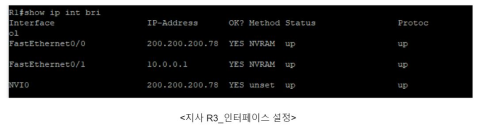 R1#show ip int bri
Interface IP-Address OK? Method Status Protoc
ol
FastEthernet0/0 200.200.200.78 YES NVRAM up up
FastEthernet0/1 10.0.0.1 YES NVRAM up up
NVI0 200.200.200.78 YES unset up up
<지사 R3_인터페이스 설정>